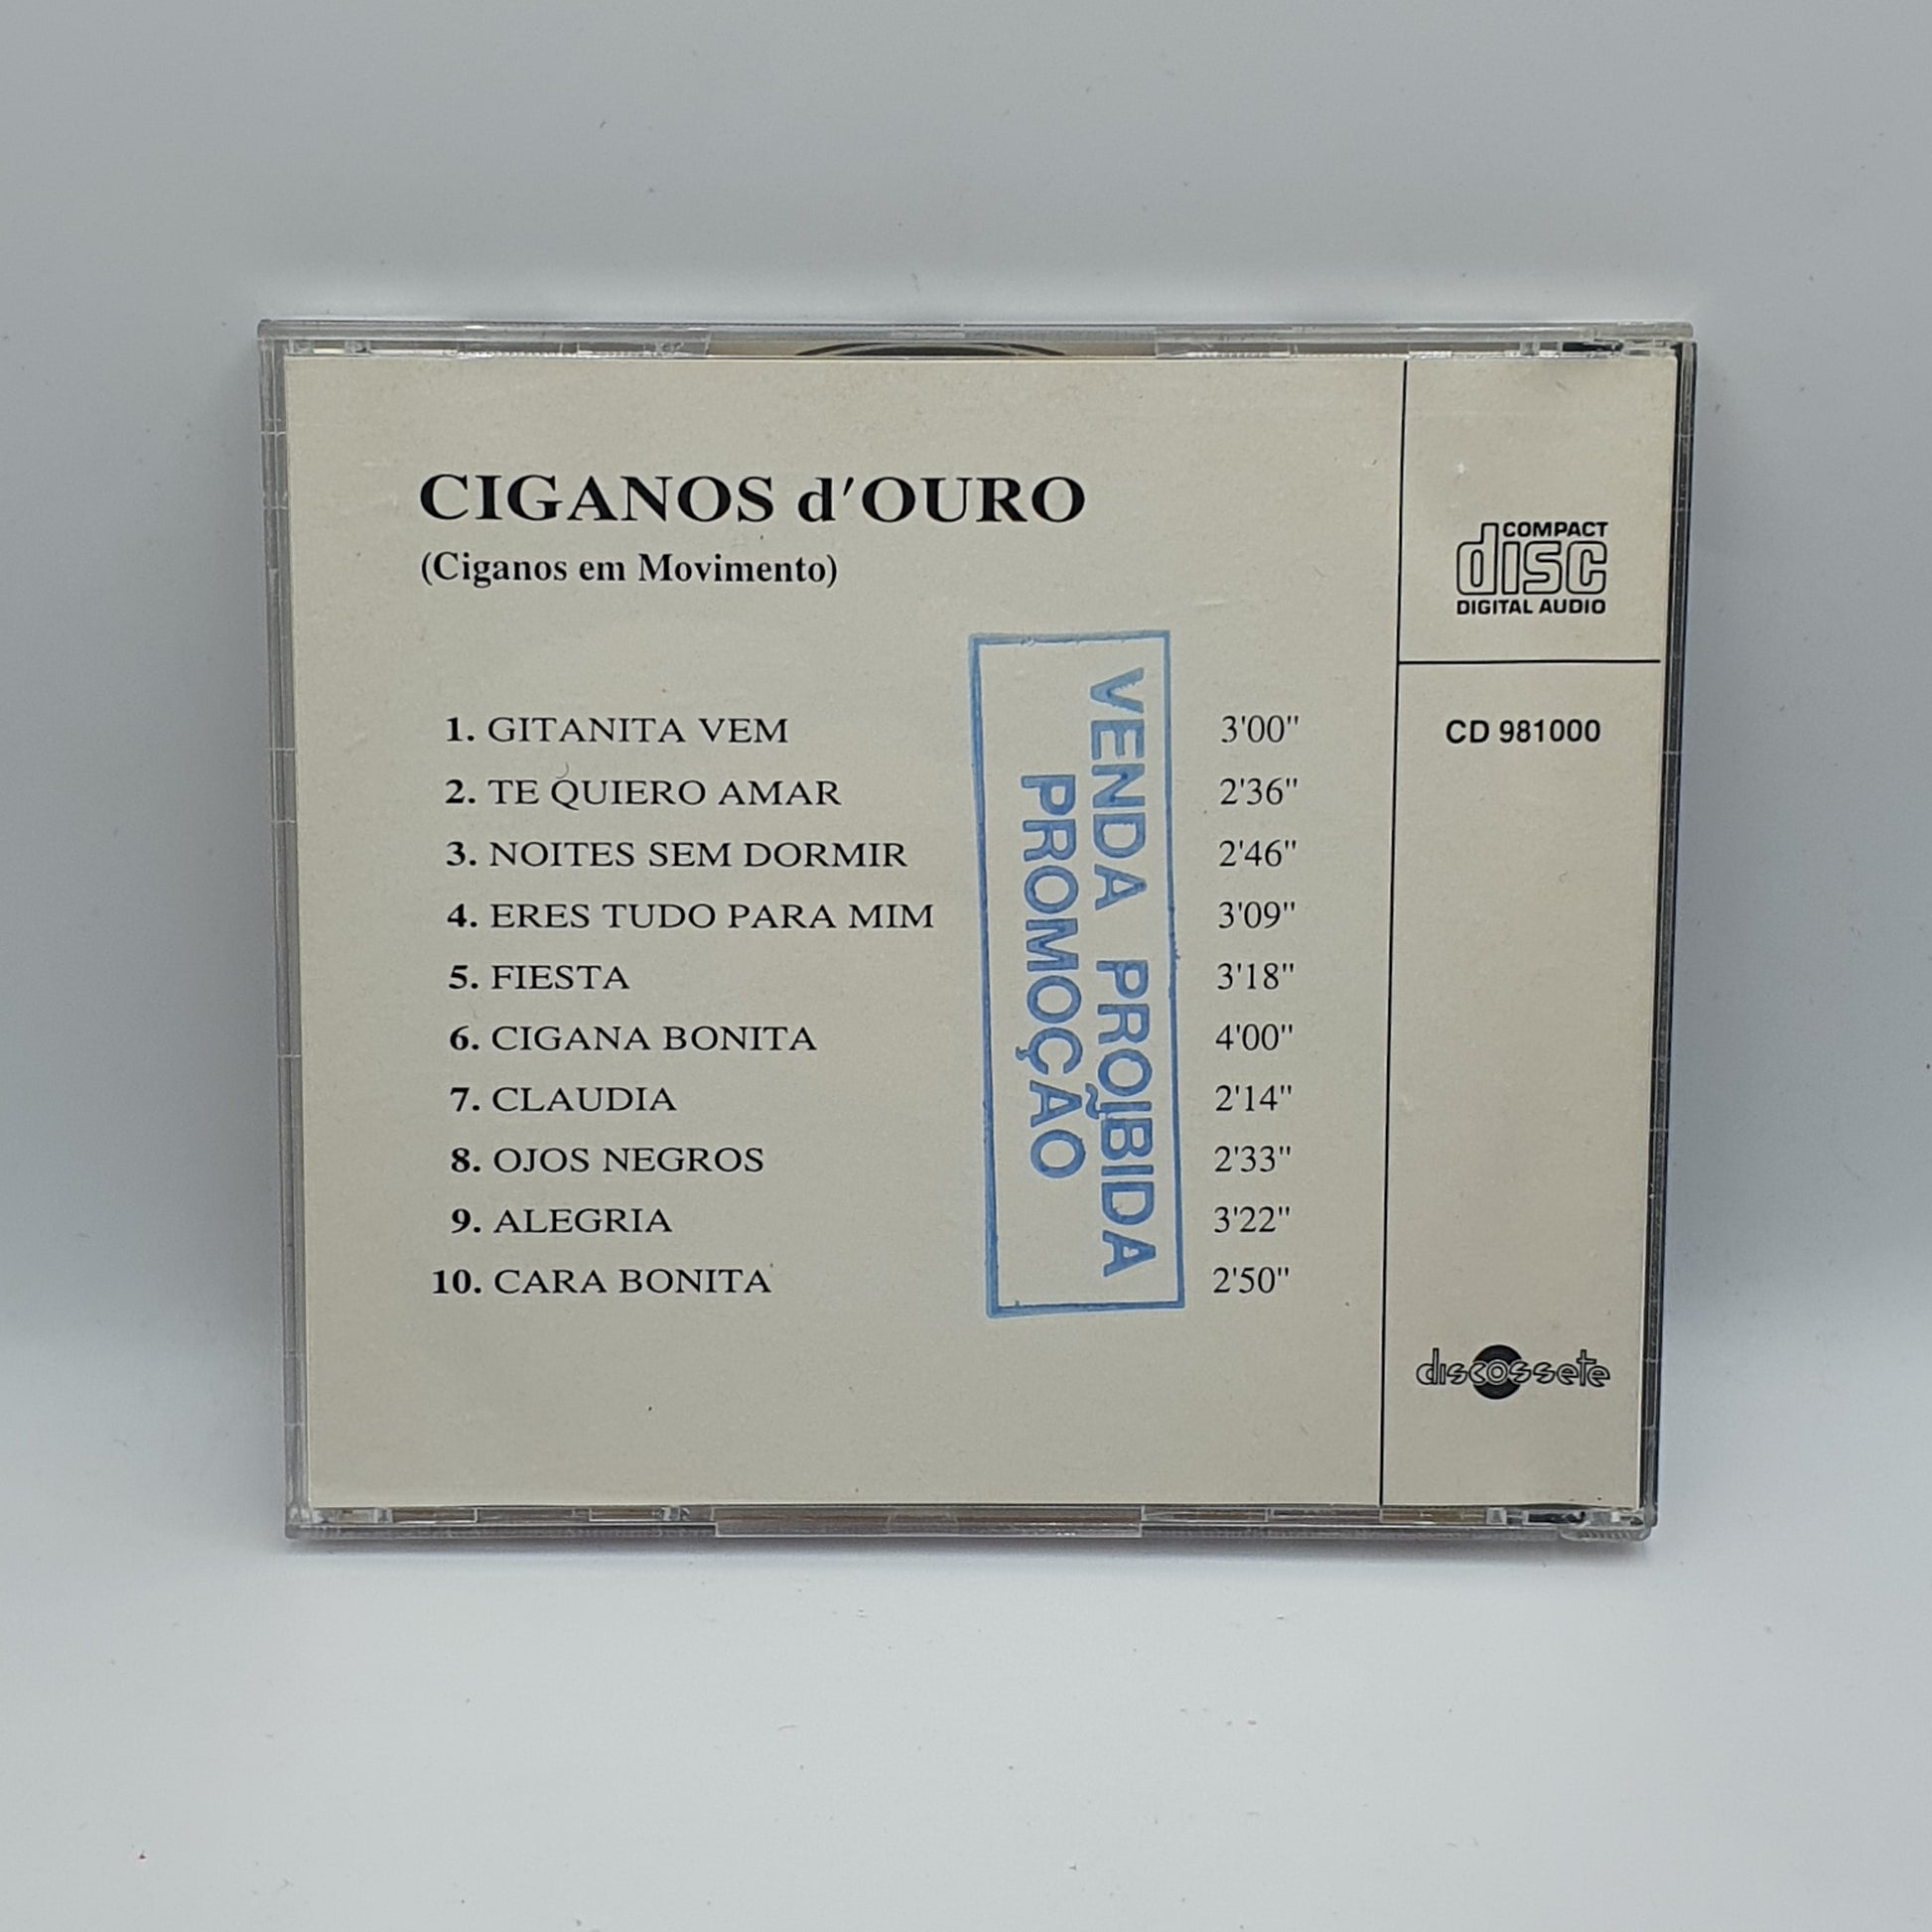 CIGANOS d'OURO
(Ciganos em Movimento)
1. GITANITA VEM 3'00"
2. TE QUIERO AMAR 2'36"
3. NOITES SEM DORMIR 2'46"
4. ERES TUDO PARA MIM 3'09"
5. FIESTA 3'18"
6. CIGANA BONITA 4'00"
7. CLAUDIA 2'14"
8. OJOS NEGROS 2'33"
9. ALEGRIA 3'22"
10. CARA BONITA 2'50"
VENDA PROIBIDA
PROMOÇÃO
COMPACT
disc
DIGITAL AUDIO
CD 981000
discossete